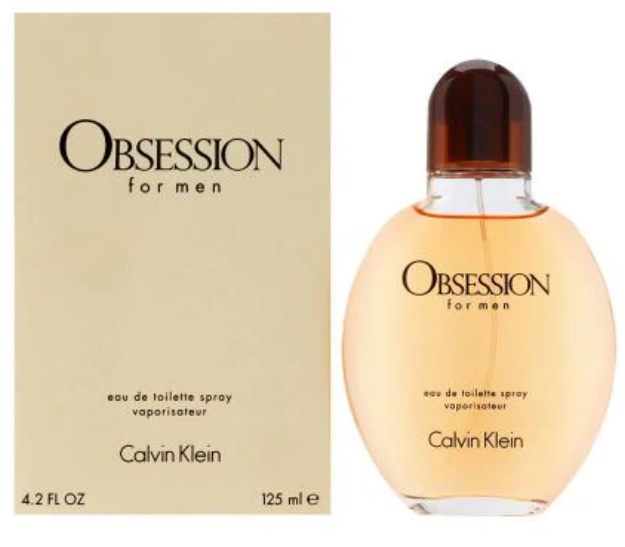 OBSESSION
for men
eau de toilette spray
vaporisateur
Calvin Klein
4.2 FL OZ 125 ml ℮
OBSESSION
for men
eau de toilette spray
vaporisateur
Calvin Klein